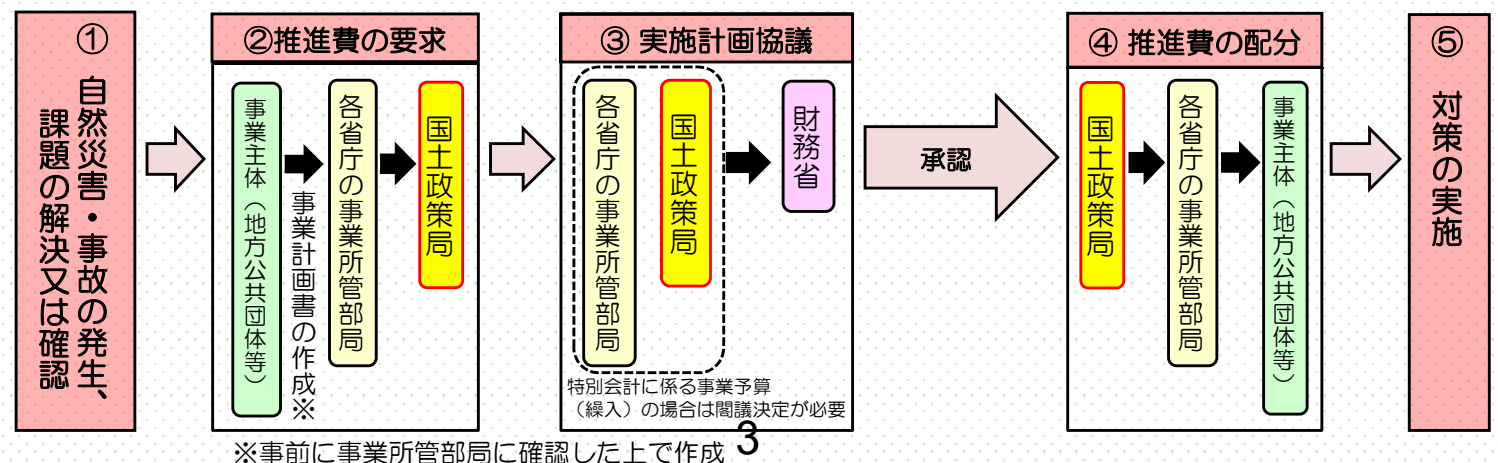 ① 自然災害・事故の発生、
課題の解決又は確認
②推進費の要求
事業主体（地方公共団体等）
事業計画書の作成※
各省庁の事業所管部局
国土政策局
③ 実施計画協議
各省庁の事業所管部局
国土政策局
財務省
特別会計に係る事業予算
（繰入）の場合は閣議決定が必要
承認
④ 推進費の配分
国土政策局
各省庁の事業所管部局
事業主体（地方公共団体等）
⑤ 対策の実施
※事前に事業所管部局に確認した上で作成
3